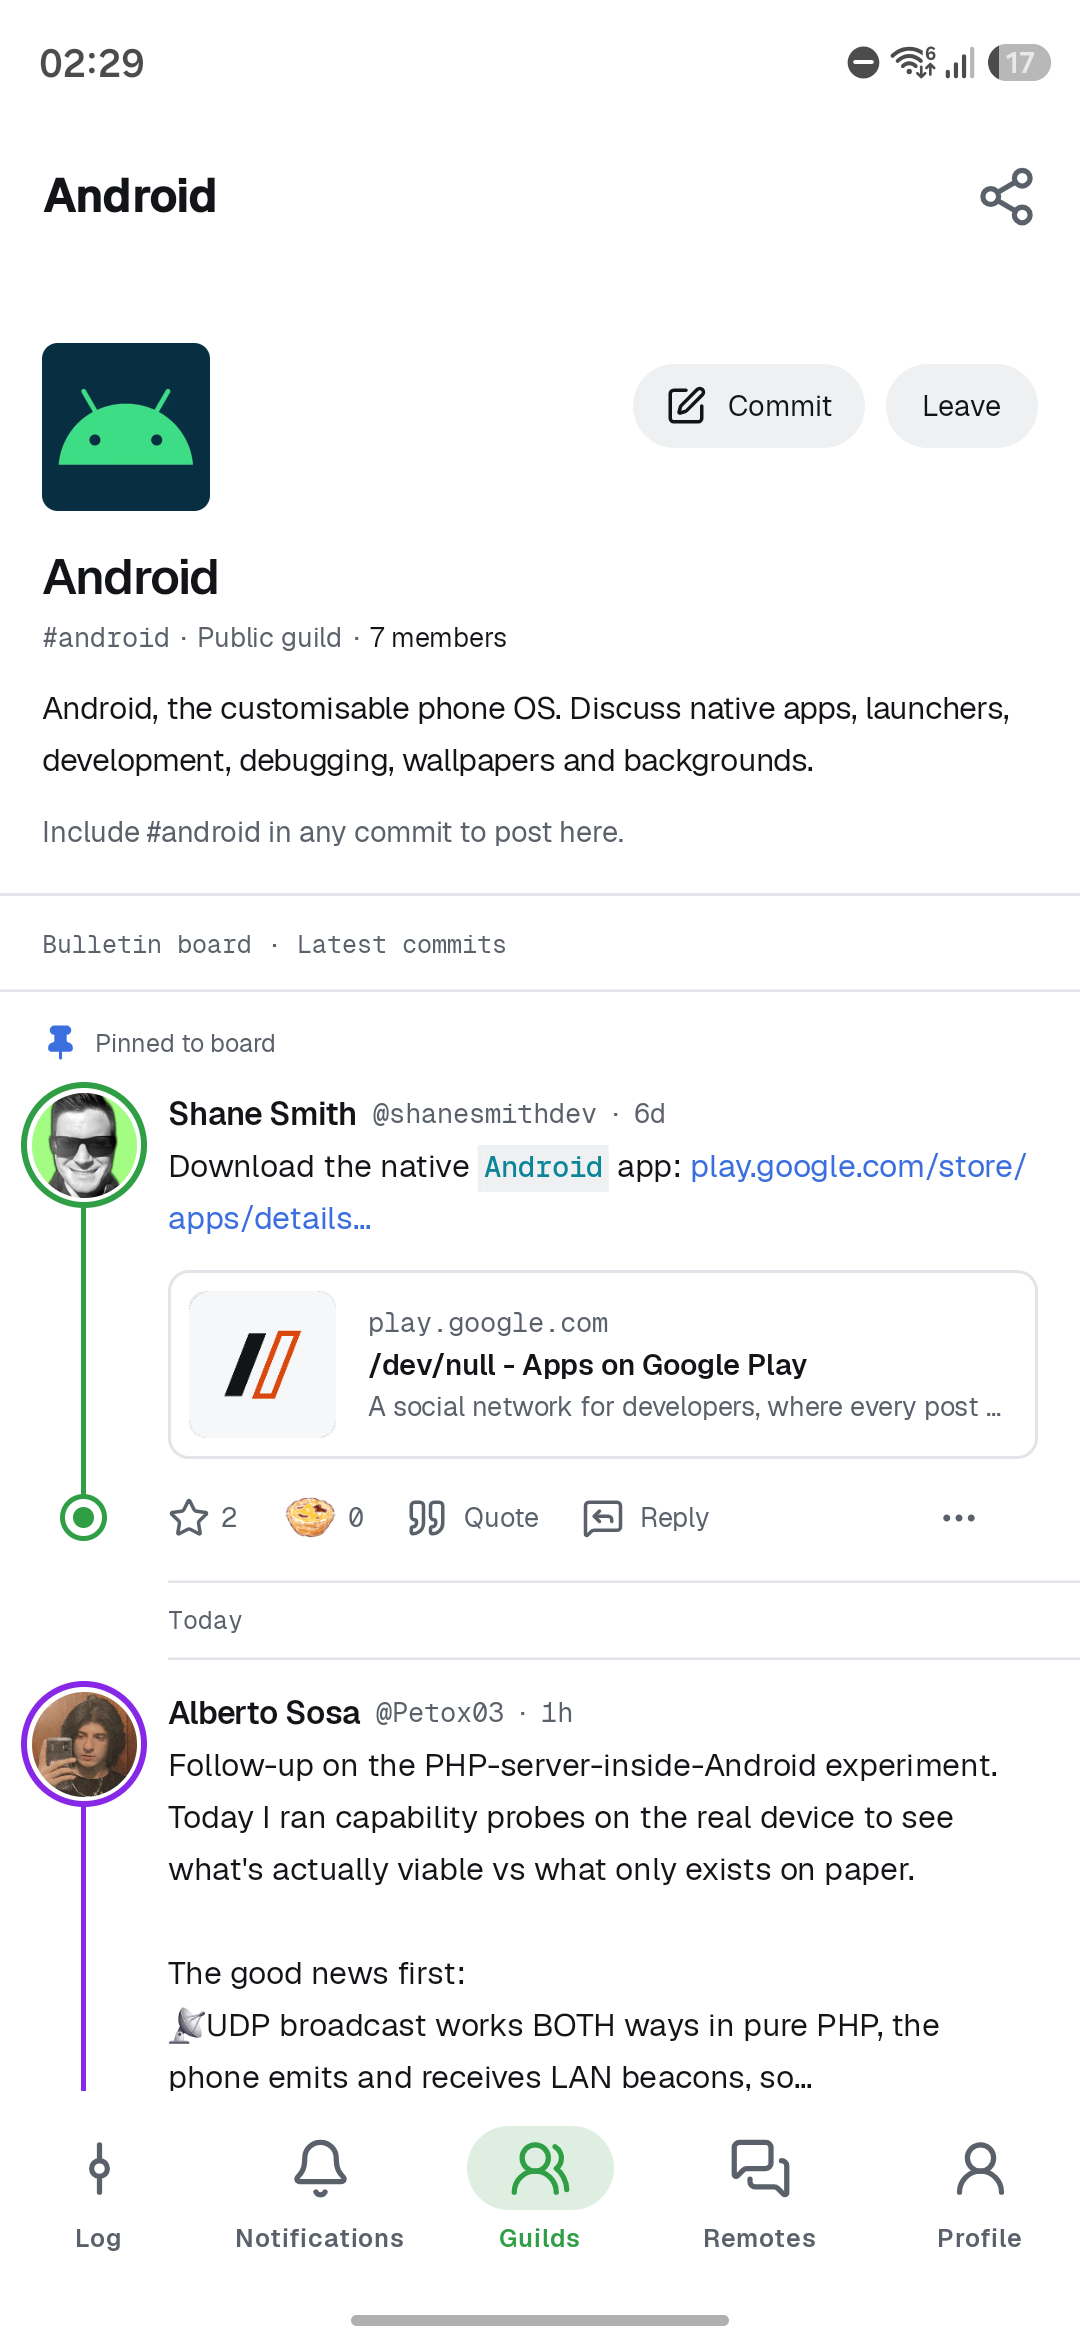 02:29
6
17
Android
Commit
Leave
Android
#android · Public guild · 7 members
Android, the customisable phone OS. Discuss native apps, launchers,
development, debugging, wallpapers and backgrounds.
Include #android in any commit to post here.
Bulletin board · Latest commits
Pinned to board
Shane Smith @shanesmithdev · 6d
Download the native Android app: play.google.com/store/
apps/details…
play.google.com
/dev/null - Apps on Google Play
A social network for developers, where every post …
2
0
Quote
Reply
Today
Alberto Sosa @Petox03 · 1h
Follow-up on the PHP-server-inside-Android experiment.
Today I ran capability probes on the real device to see
what's actually viable vs what only exists on paper.
The good news first:
📡UDP broadcast works BOTH ways in pure PHP, the
phone emits and receives LAN beacons, so…
Log
Notifications
Guilds
Remotes
Profile